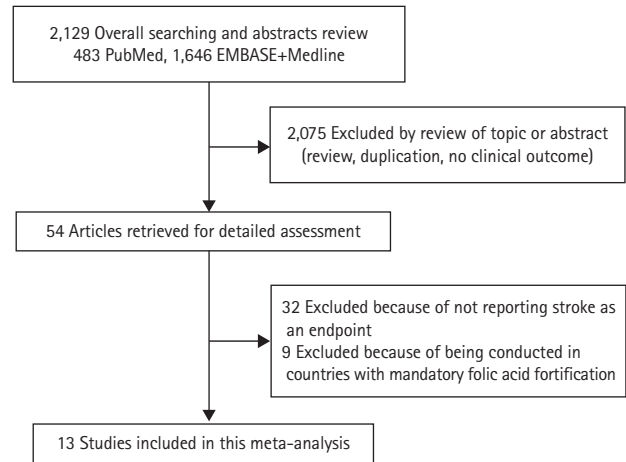 2,129 Overall searching and abstracts review
483 PubMed, 1,646 EMBASE+Medline
2,075 Excluded by review of topic or abstract
(review, duplication, no clinical outcome)
54 Articles retrieved for detailed assessment
32 Excluded because of not reporting stroke as
an endpoint
9 Excluded because of being conducted in
countries with mandatory folic acid fortification
13 Studies included in this meta-analysis